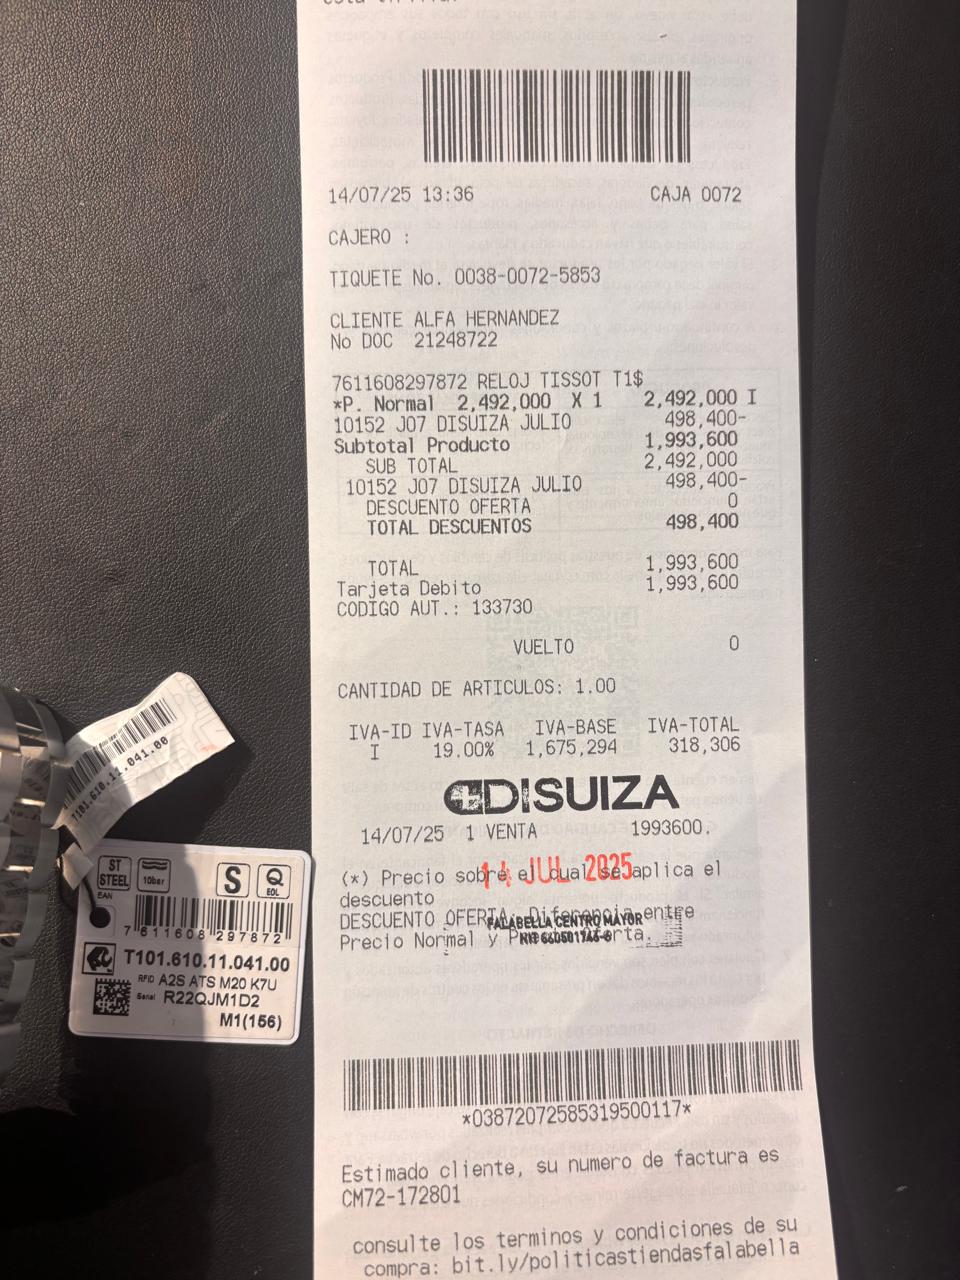 14/07/25 13:36 CAJA 0072
CAJERO :
TIQUETE No. 0038-0072-5853
CLIENTE ALFA HERNANDEZ
No DOC 21248722
7611608297872 RELOJ TISSOT T1$
*P. Normal 2,492,000 X 1 2,492,000 I
10152 J07 DISUIZA JULIO 498,400-
Subtotal Producto 1,993,600
SUB TOTAL 2,492,000
10152 J07 DISUIZA JULIO 498,400-
DESCUENTO OFERTA 0
TOTAL DESCUENTOS 498,400
TOTAL 1,993,600
Tarjeta Debito 1,993,600
CODIGO AUT.: 133730
VUELTO 0
CANTIDAD DE ARTICULOS: 1.00
IVA-ID IVA-TASA IVA-BASE IVA-TOTAL
I 19.00% 1,675,294 318,306
DISUIZA
14/07/25 1 VENTA 1993600.
14 JUL 2025
(*) Precio sobre el cual se aplica el
descuento
DESCUENTO OFERTA: Diferencia entre
FALABELLA CENTRO MAYOR
Precio Normal y Oferta.
NIT
*03872072585319500117*
Estimado cliente, su numero de factura es
CM72-172801
consulte los terminos y condiciones de su
compra: bit.ly/politicastiendasfalabella
T101.610.11.041.00
ST
STEEL
10bar
S
Q
EOL
EAN
7 611608 297872
T101.610.11.041.00
RFID A2S ATS M20 K7U
Serial R22QJM1D2
M1(156)